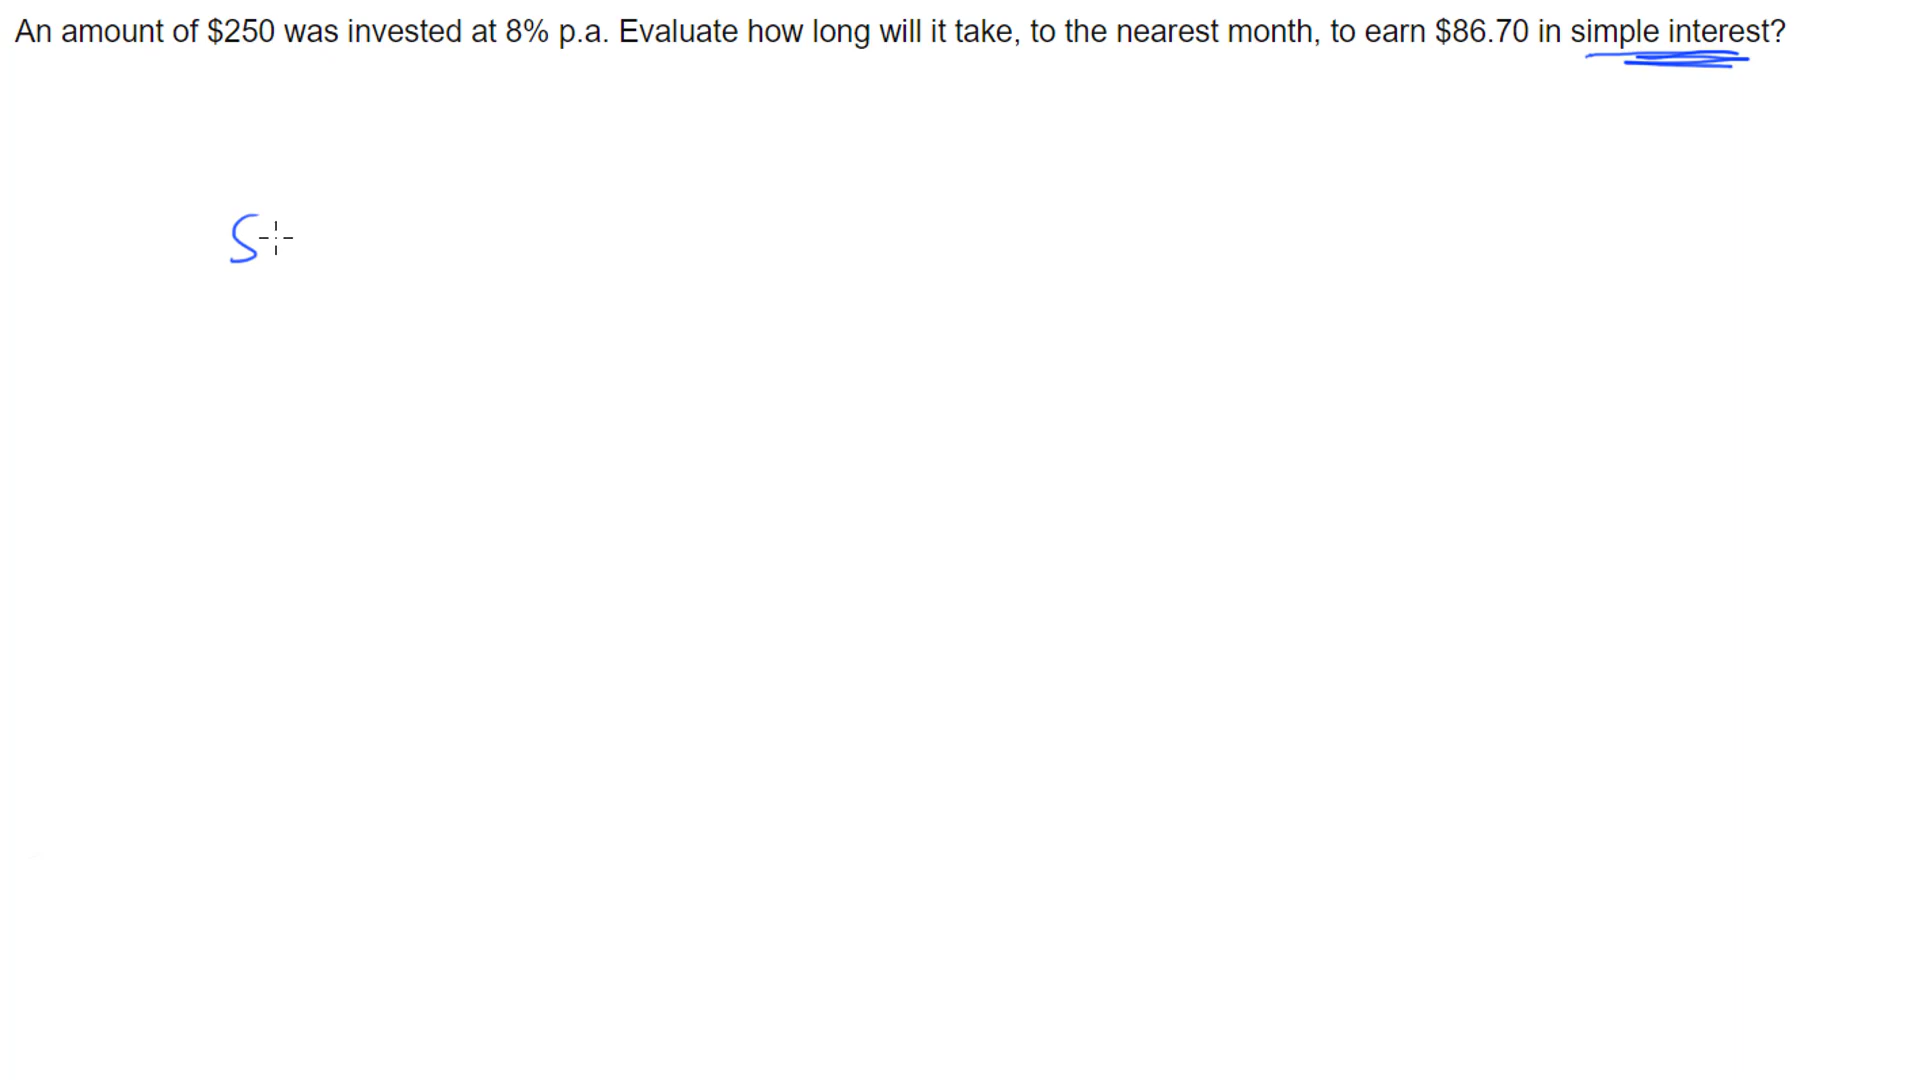 An amount of $250 was invested at 8% p.a. Evaluate how long will it take, to the nearest month, to earn $86.70 in simple interest?
S